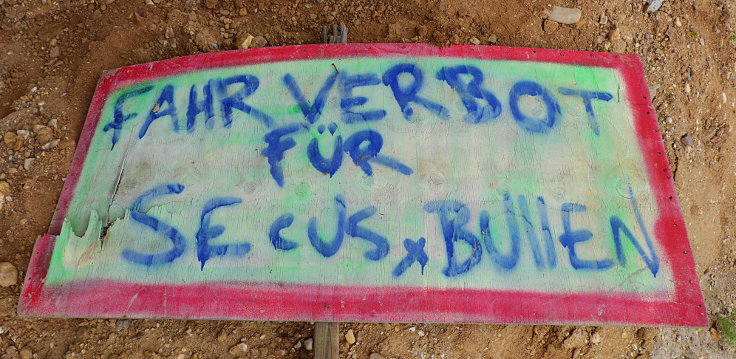 FAHRVERBOT
FÜR
SECUS x BUllEN